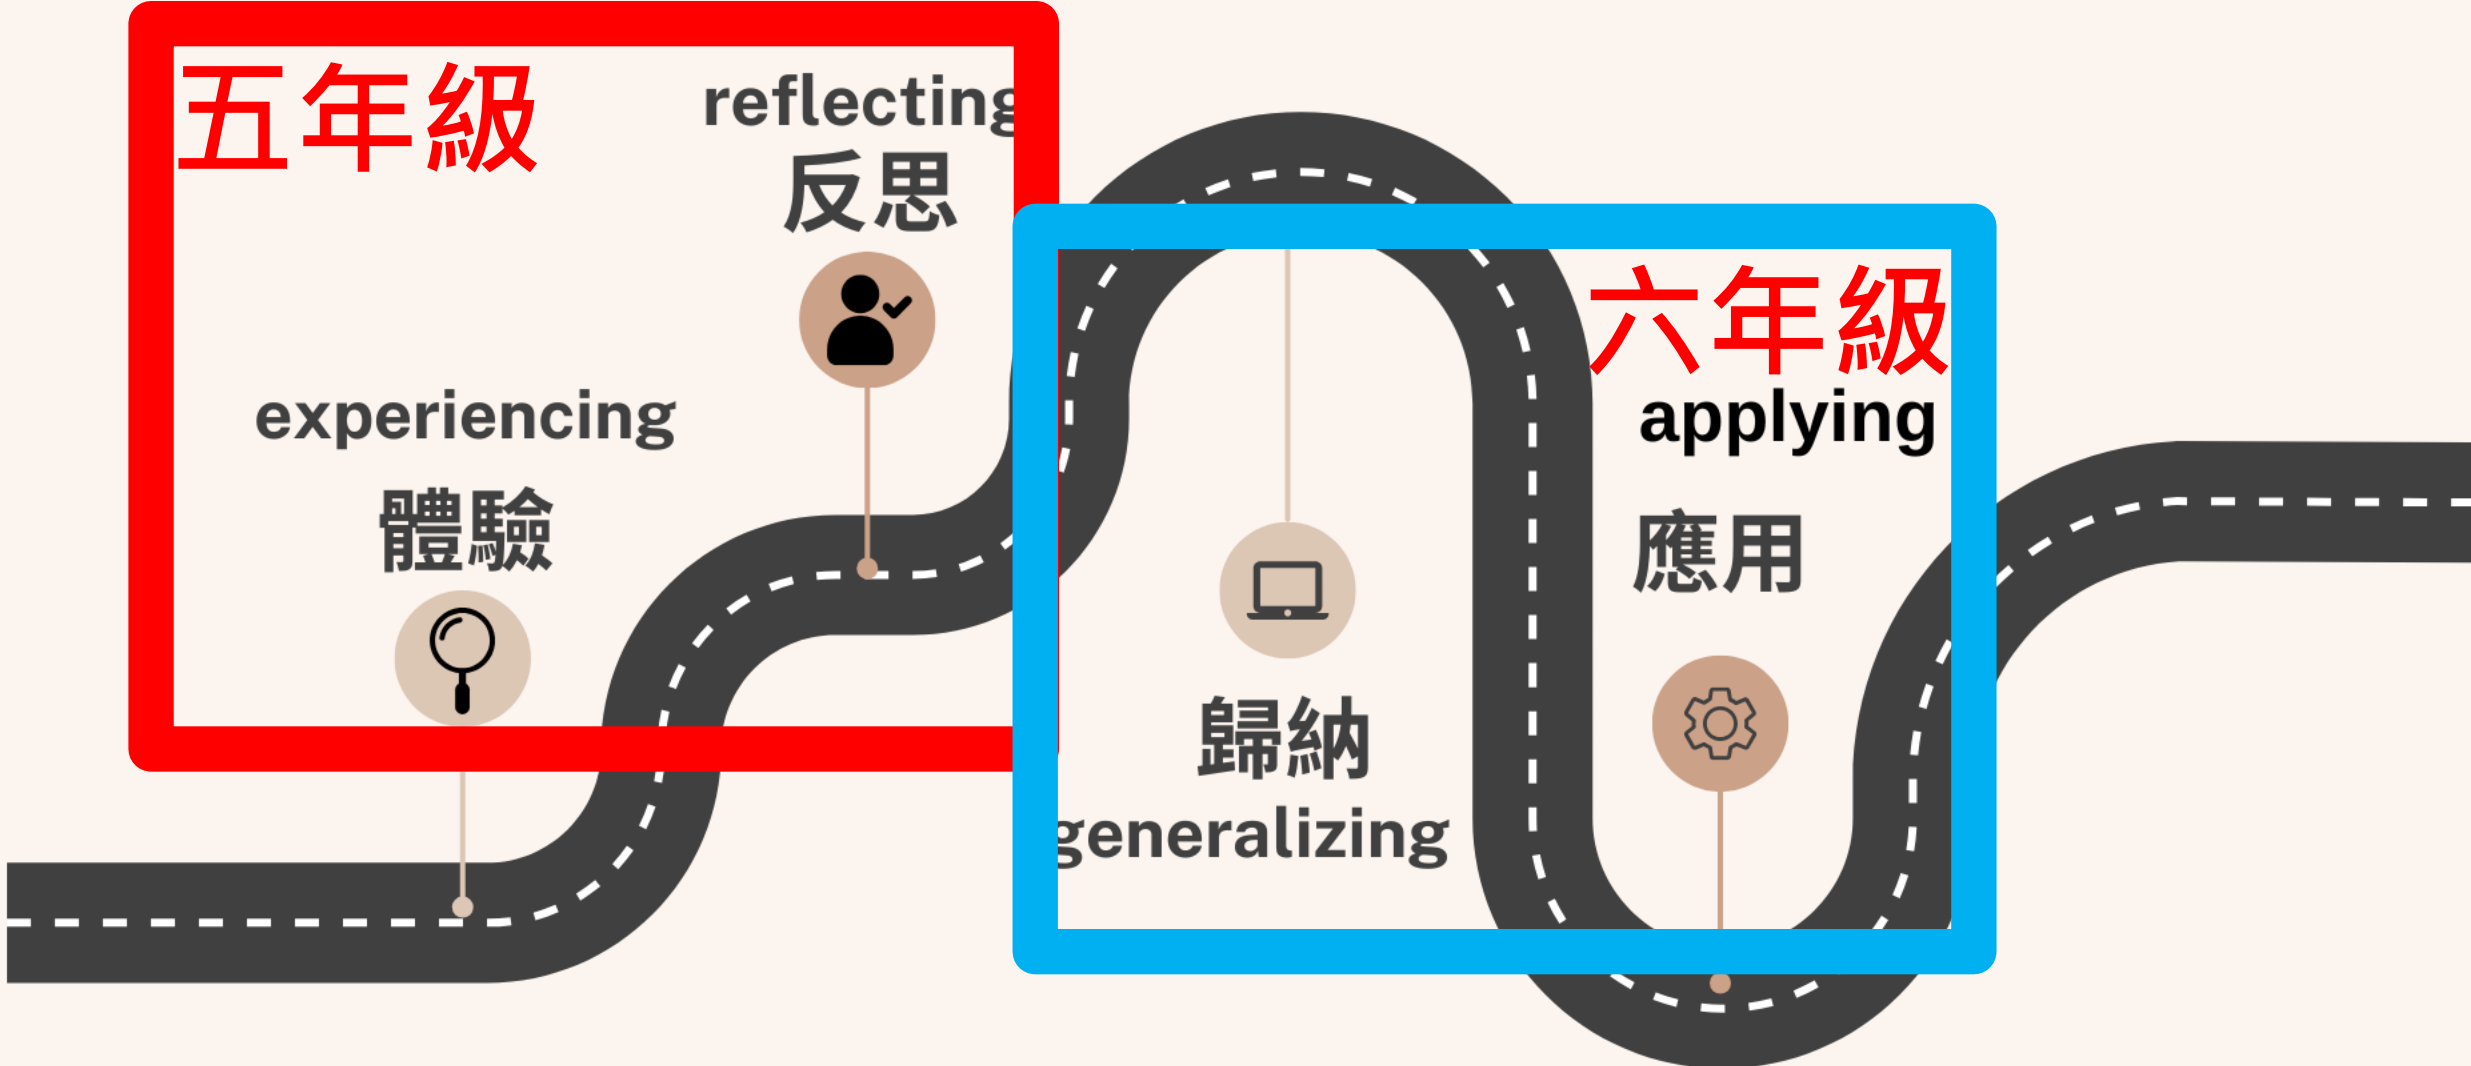 五年級
reflecting
反思
experiencing
體驗
六年級
applying
應用
歸納
generalizing